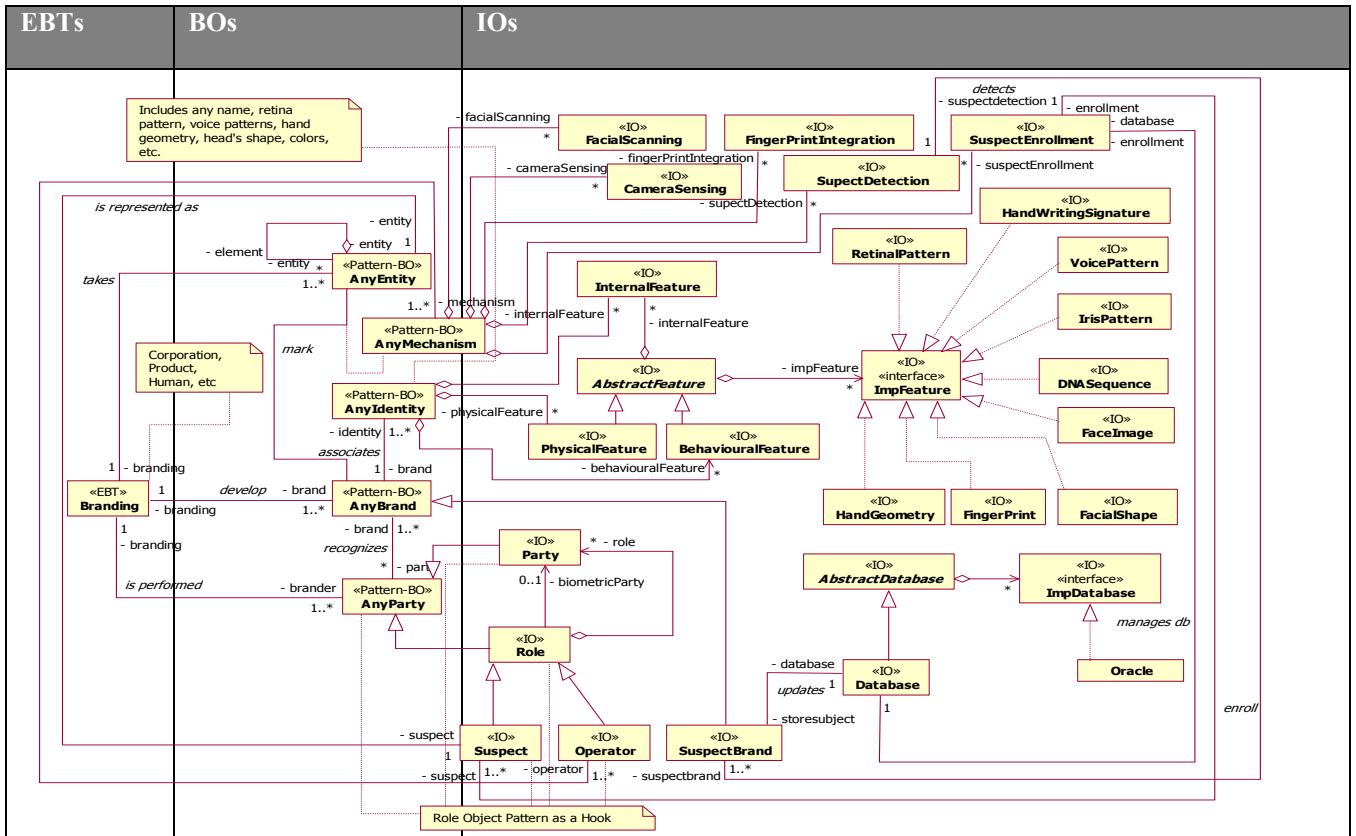 EBTs
BOs
IOs
Includes any name, retina
pattern, voice patterns, hand
geometry, head's shape, colors,
etc.
- facialScanning
*
«IO»
FacialScanning
«IO»
FingerPrintIntegration
- fingerPrintIntegration
*
- cameraSensing
*
«IO»
CameraSensing
detects
- suspectdetection 1
1
«IO»
SupectDetection
- supectDetection
*
- enrollment
- database
- enrollment
«IO»
SuspectEnrollment
*
- suspectEnrollment
is represented as
- entity
- element
- entity
1
- entity
*
1..*
«Pattern-BO»
AnyEntity
takes
«IO»
HandWritingSignature
«IO»
RetinalPattern
«IO»
VoicePattern
«IO»
InternalFeature
*
*
- internalFeature
- internalFeature
1..*
- mechanism
«Pattern-BO»
AnyMechanism
«IO»
IrisPattern
mark
Corporation,
Product,
Human, etc
«IO»
AbstractFeature
- impFeature
*
«IO»
«interface»
ImpFeature
«IO»
DNASequence
«Pattern-BO»
AnyIdentity
- physicalFeature
*
«IO»
FaceImage
- identity
1..*
associates
1
- brand
«IO»
PhysicalFeature
«IO»
BehaviouralFeature
- behaviouralFeature
*
1
- branding
«EBT»
Branding
1
develop
- branding
- brand
1..*
«Pattern-BO»
AnyBrand
«IO»
HandGeometry
«IO»
FingerPrint
«IO»
FacialShape
1
- branding
- brand
1..*
recognizes
*
- party
«IO»
Party
*
- role
0..1
- biometricParty
is performed
- brander
1..*
«Pattern-BO»
AnyParty
«IO»
AbstractDatabase
*
«IO»
«interface»
ImpDatabase
manages db
«IO»
Role
- database
updates
1
- storesubject
«IO»
Database
1
Oracle
enroll
- suspect
1
«IO»
Suspect
- suspect
1..*
«IO»
Operator
- operator
1..*
«IO»
SuspectBrand
- suspectbrand
1..*
Role Object Pattern as a Hook